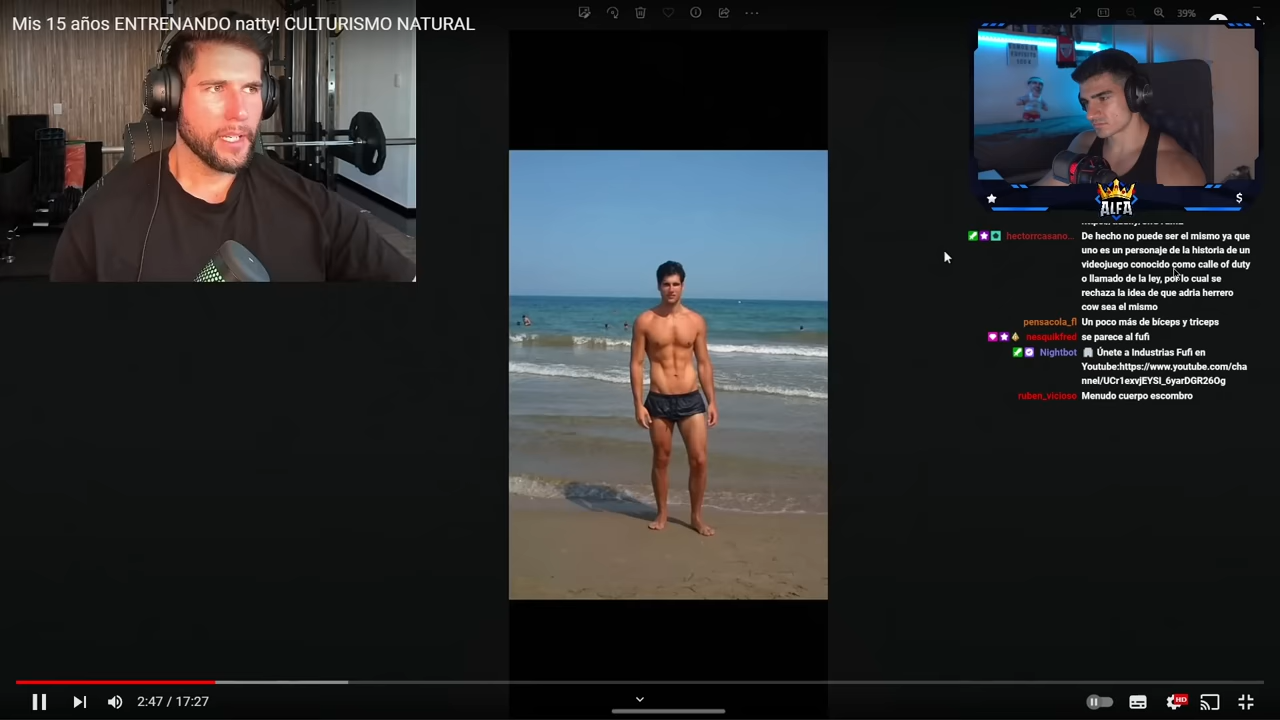 Mis 15 años ENTRENANDO natty! CULTURISMO NATURAL
39%
ALFA
$
hectorrcasano...
De hecho no puede ser el mismo ya que
uno es un personaje de la historia de un
videojuego conocido como calle of duty
o llamado de la ley, por lo cual se
rechaza la idea de que adria herrero
cow sea el mismo
pensacola_fl Un poco más de bíceps y triceps
nesquikfred se parece al fufi
Nightbot Únete a Industrias Fufi en
Youtube:https://www.youtube.com/cha
nnel/UCr1exvjEYSI_6yarDGR26Og
ruben_vicioso Menudo cuerpo escombro
2:47 / 17:27
HD